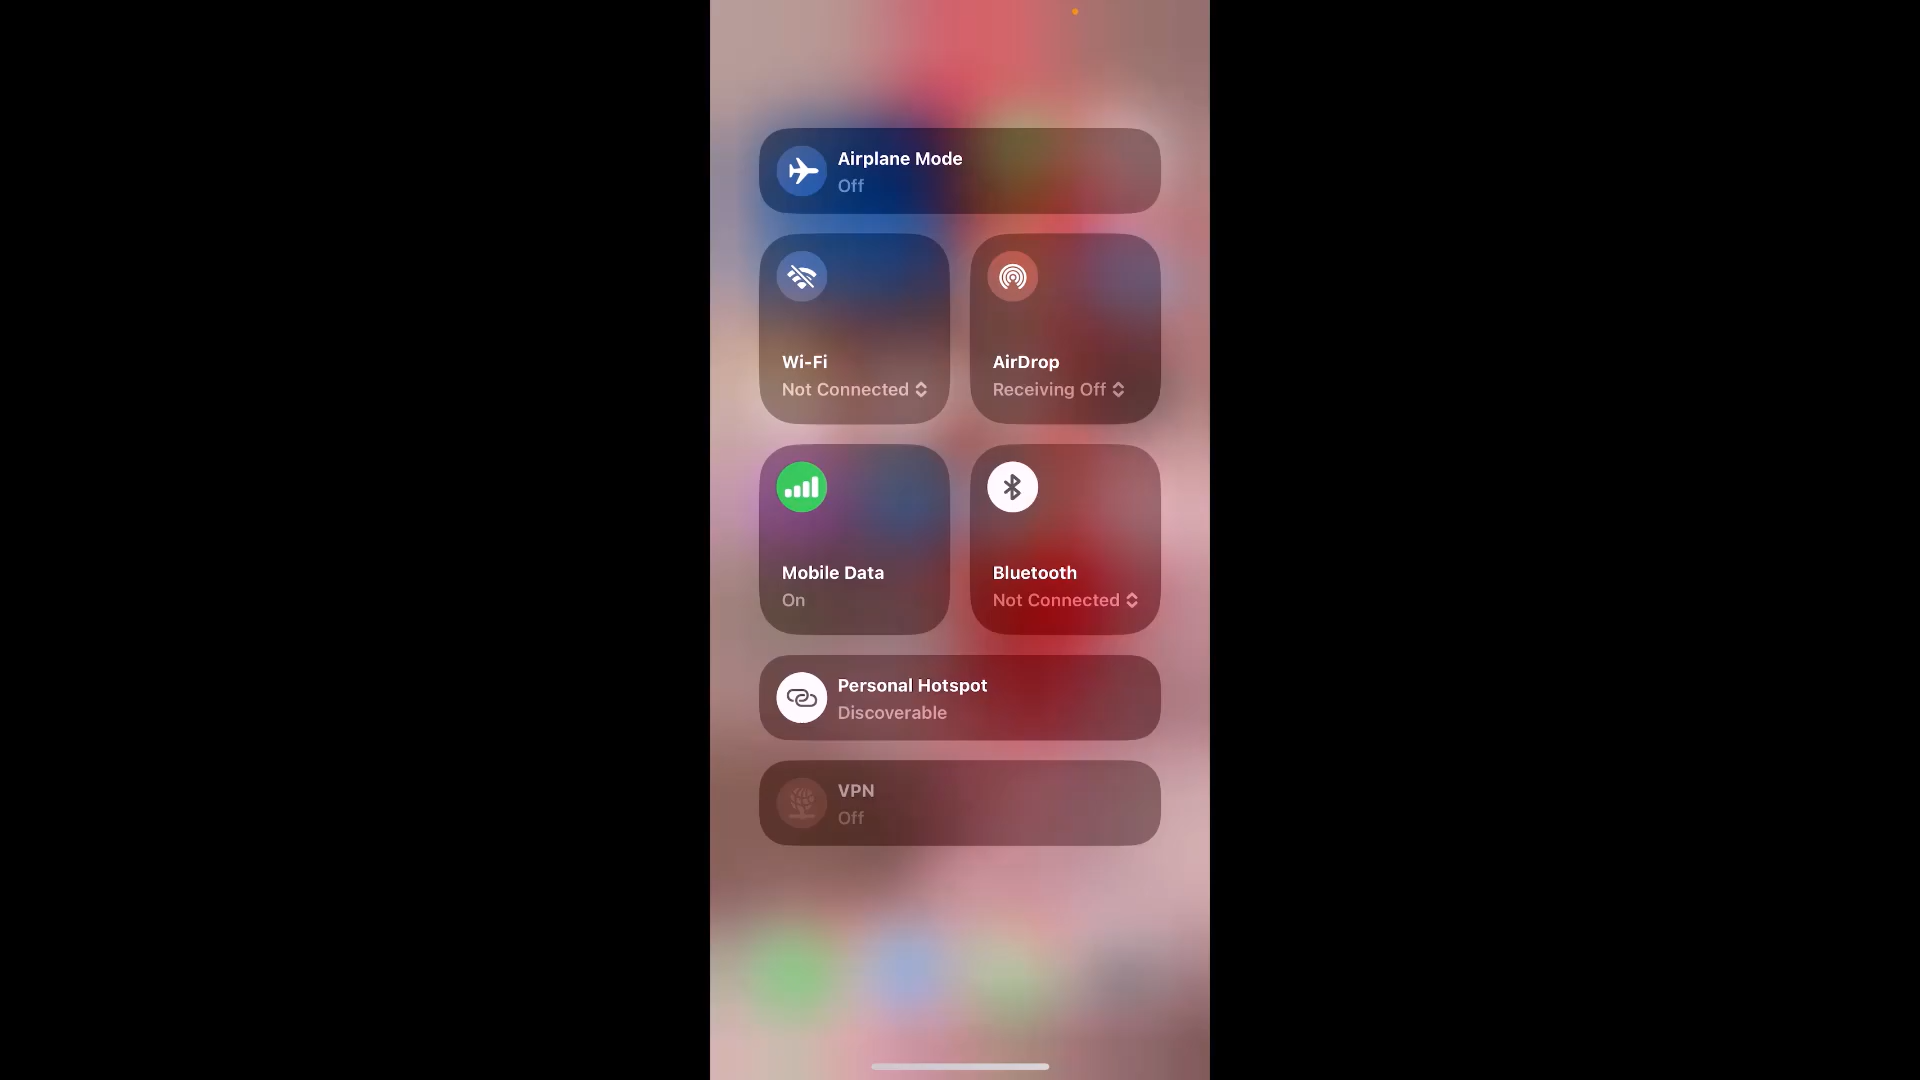 Airplane Mode
Off
Wi-Fi
Not Connected
AirDrop
Receiving Off
Mobile Data
On
Bluetooth
Not Connected
Personal Hotspot
Discoverable
VPN
Off